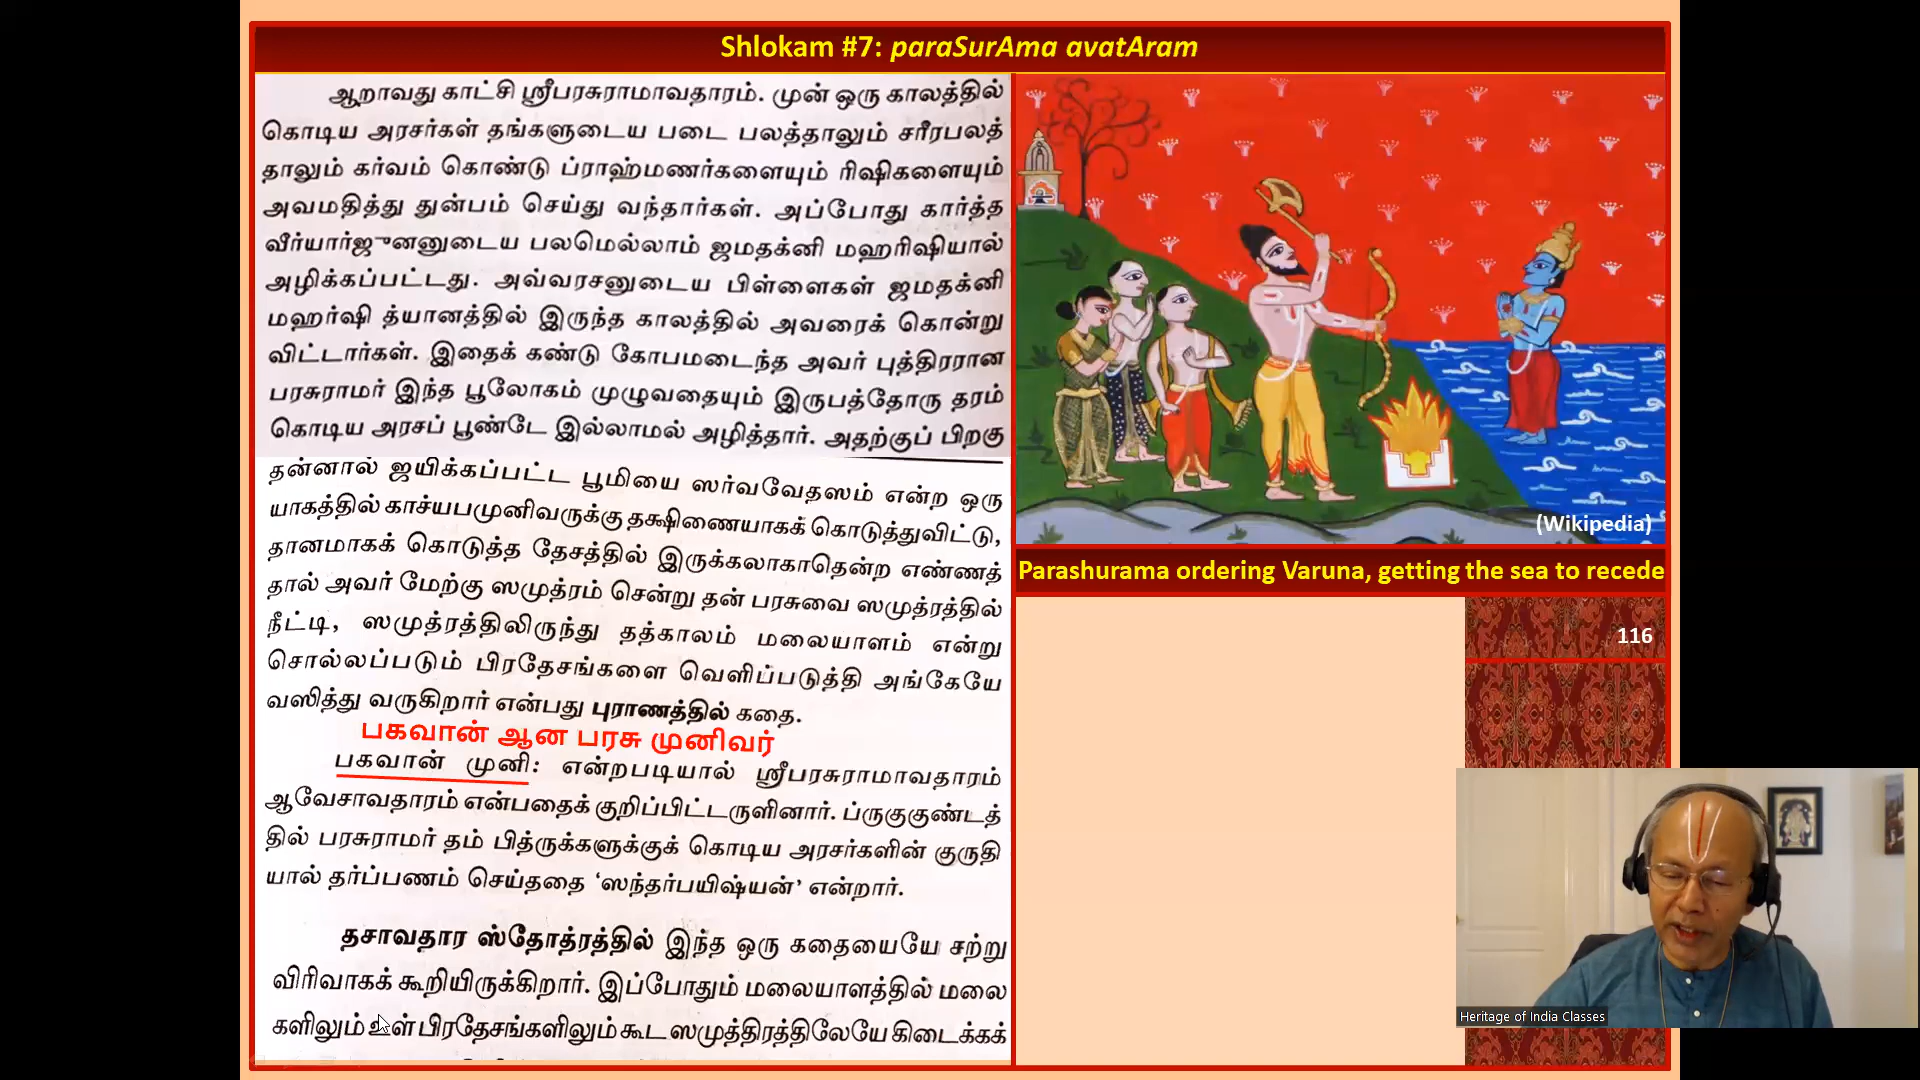 Shlokam #7: paraSurAma avatAram
ஆறாவது காட்சி ஸ்ரீபரசுராமாவதாரம். முன் ஒரு காலத்தில்
கொடிய அரசர்கள் தங்களுடைய படை பலத்தாலும் சரீரபலத்
தாலும் கர்வம் கொண்டு ப்ராஹ்மணர்களையும் ரிஷிகளையும்
அவமதித்து துன்பம் செய்து வந்தார்கள். அப்போது கார்த்த
வீர்யார்ஜுனனுடைய பலமெல்லாம் ஜமதக்னி மஹரிஷியால்
அழிக்கப்பட்டது. அவ்வரசனுடைய பிள்ளைகள் ஜமதக்னி
மஹர்ஷி த்யானத்தில் இருந்த காலத்தில் அவரைக் கொன்று
விட்டார்கள். இதைக் கண்டு கோபமடைந்த அவர் புத்திரரான
பரசுராமர் இந்த பூலோகம் முழுவதையும் இருபத்தோரு தரம்
கொடிய அரசப் பூண்டே இல்லாமல் அழித்தார். அதற்குப் பிறகு
தன்னால் ஜயிக்கப்பட்ட பூமியை ஸர்வவேதஸம் என்ற ஒரு
யாகத்தில் காச்யபமுனிவருக்கு தக்ஷிணையாகக் கொடுத்துவிட்டு,
தானமாகக் கொடுத்த தேசத்தில் இருக்கலாகாதென்ற எண்ணத்
தால் அவர் மேற்கு ஸமுத்ரம் சென்று தன் பரசுவை ஸமுத்ரத்தில்
நீட்டி, ஸமுத்ரத்திலிருந்து தத்காலம் மலையாளம் என்று
சொல்லப்படும் பிரதேசங்களை வெளிப்படுத்தி அங்கேயே
வஸித்து வருகிறார் என்பது புராணத்தில் கதை.
பகவான் ஆன பரசு முனிவர்
பகவான் முனி: என்றபடியால் ஸ்ரீபரசுராமாவதாரம்
ஆவேசாவதாரம் என்பதைக் குறிப்பிட்டருளினார். ப்ருகுகுண்டத்
தில் பரசுராமர் தம் பித்ருக்களுக்குக் கொடிய அரசர்களின் குருதி
யால் தர்ப்பணம் செய்ததை ‘ஸந்தர்பயிஷ்யன்’ என்றார்.
தசாவதார ஸ்தோத்ரத்தில் இந்த ஒரு கதையையே சற்று
விரிவாகக் கூறியிருக்கிறார். இப்போதும் மலையாளத்தில் மலை
களிலும் உள் பிரதேசங்களிலும் கூட ஸமுத்திரத்திலேயே கிடைக்கக்
(Wikipedia)
Parashurama ordering Varuna, getting the sea to recede
116
Heritage of India Classes